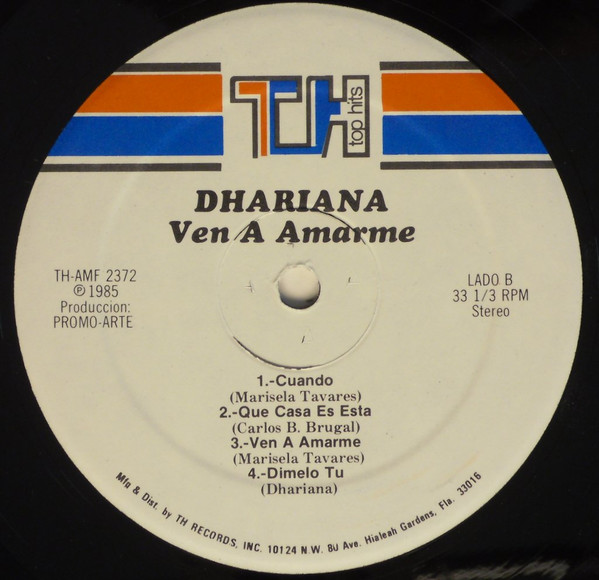 TH
top hits
DHARIANA
Ven A Amarme
TH-AMF 2372
Ⓟ 1985
Produccion:
PROMO-ARTE
LADO B
33 1/3 RPM
Stereo
1.-Cuando
(Marisela Tavares)
2.-Que Casa Es Esta
(Carlos B. Brugal)
3.-Ven A Amarme
(Marisela Tavares)
4.-Dimelo Tu
(Dhariana)
Mfg & Dist. by TH RECORDS, INC. 10124 N.W. 80 Ave. Hialeah Gardens, Fla. 33016